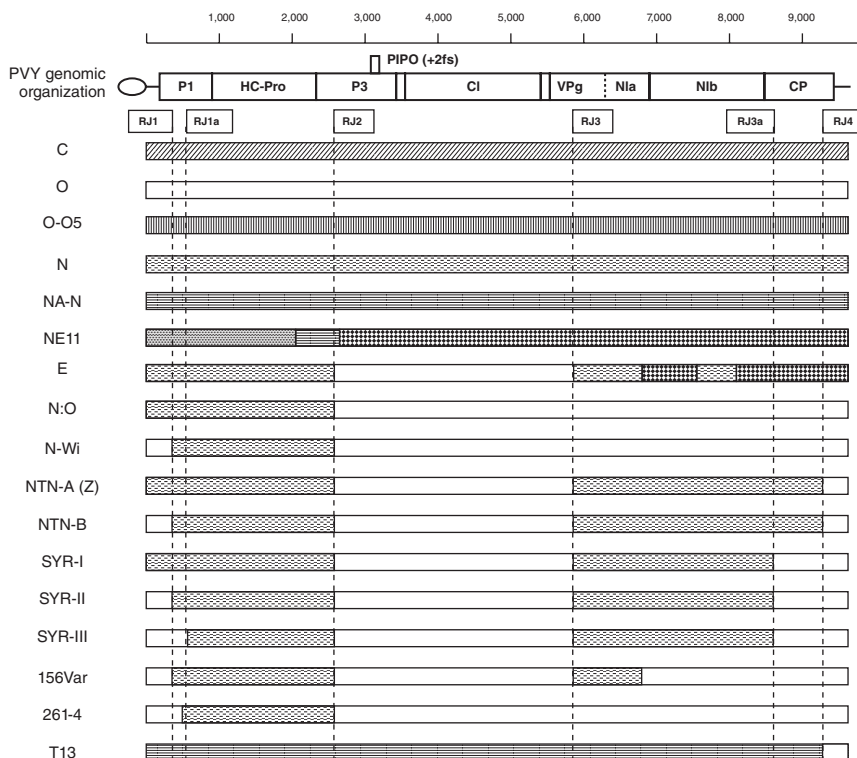 1,000 2,000 3,000 4,000 5,000 6,000 7,000 8,000 9,000
PIPO (+2fs)
PVY genomic
organization
P1 HC-Pro P3 CI VPg NIa NIb CP
RJ1 RJ1a RJ2 RJ3 RJ3a RJ4
C
O
O-O5
N
NA-N
NE11
E
N:O
N-Wi
NTN-A (Z)
NTN-B
SYR-I
SYR-II
SYR-III
156Var
261-4
T13